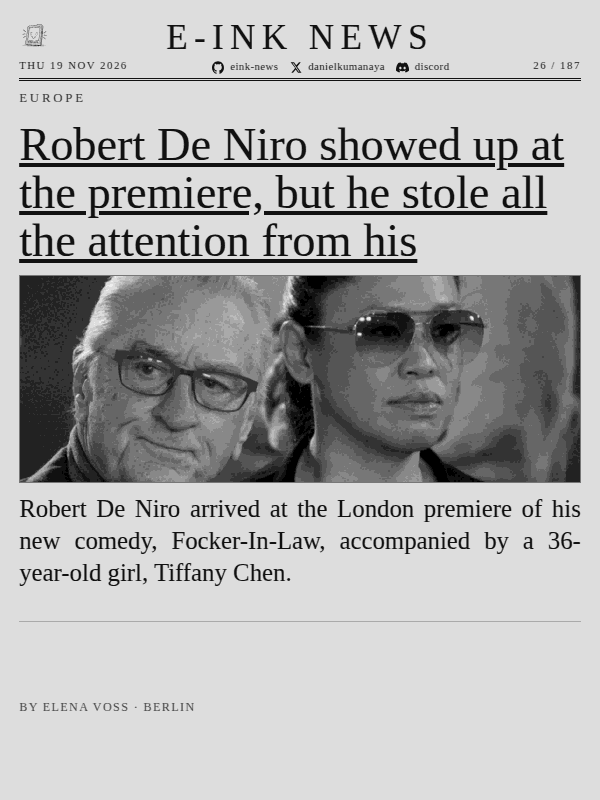 E-INK NEWS
THU 19 NOV 2026
eink-news danielkumanaya discord
26 / 187
EUROPE
Robert De Niro showed up at
the premiere, but he stole all
the attention from his
Robert De Niro arrived at the London premiere of his
new comedy, Focker-In-Law, accompanied by a 36-
year-old girl, Tiffany Chen.
BY ELENA VOSS · BERLIN